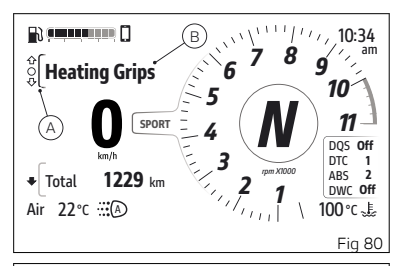 B
10:34
am
Heating Grips
A
0
km/h
SPORT
1
2
3
4
5
6
7
8
9
10
11
N
rpm X1000
DQS Off
DTC 1
ABS 2
DWC Off
Total 1229 km
Air 22°C (A)
100°C
Fig 80